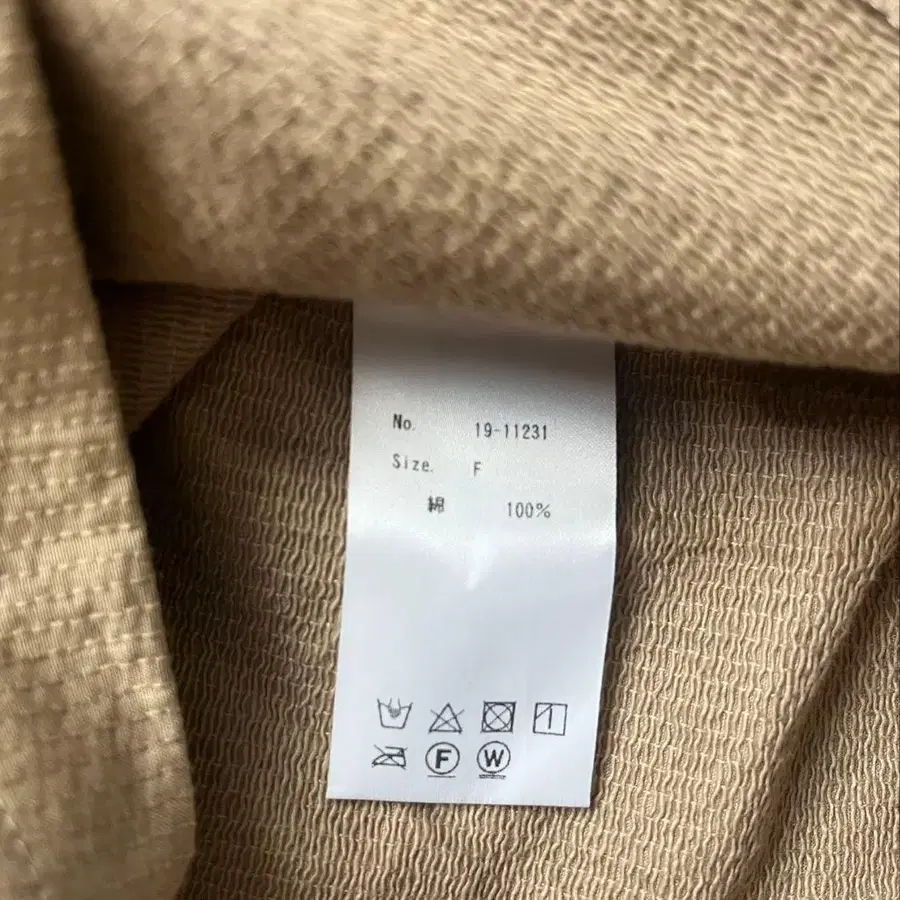 No. 19-11231
Size. F
綿 100%
F W